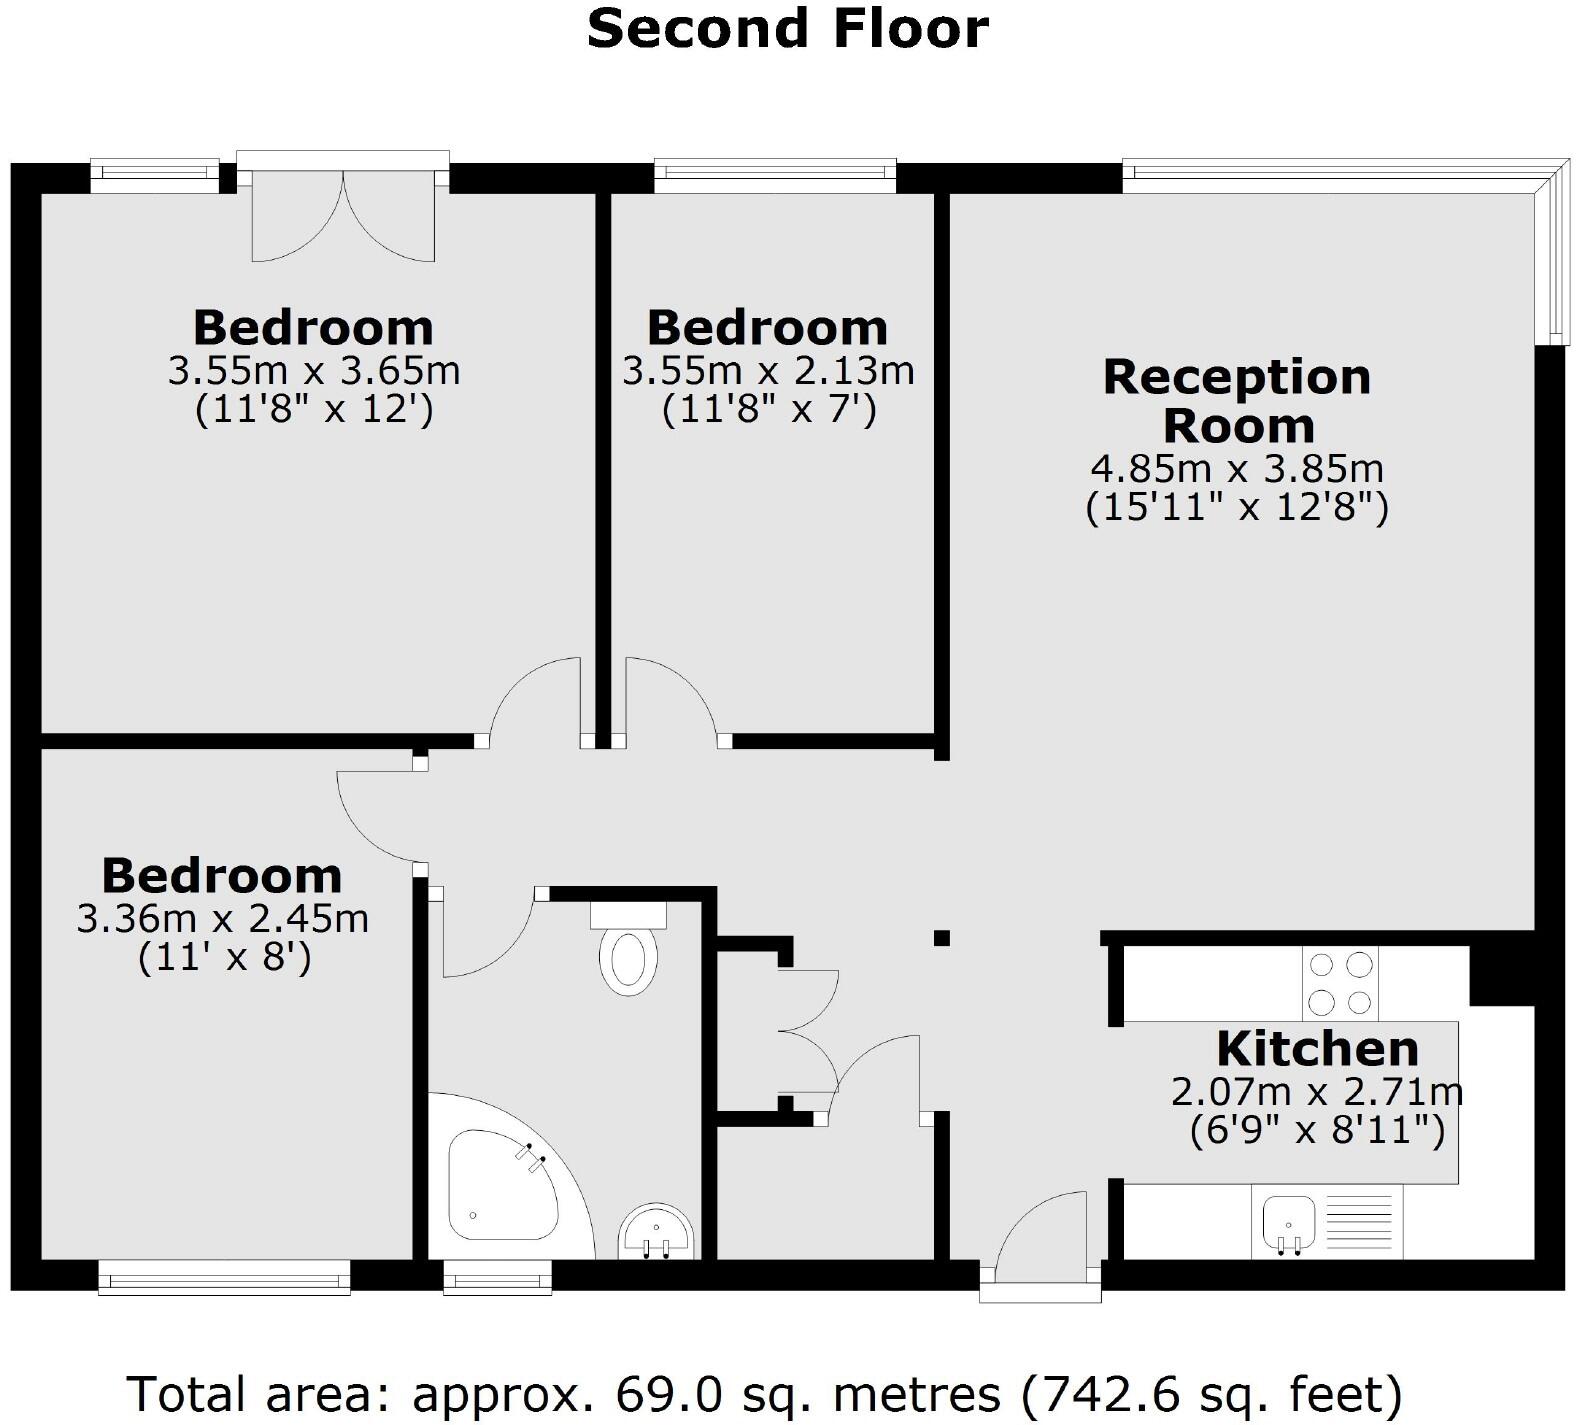 Second Floor
Bedroom
3.55m x 3.65m
(11'8" x 12')
Bedroom
3.55m x 2.13m
(11'8" x 7')
Reception
Room
4.85m x 3.85m
(15'11" x 12'8")
Bedroom
3.36m x 2.45m
(11' x 8')
Kitchen
2.07m x 2.71m
(6'9" x 8'11")
Total area: approx. 69.0 sq. metres (742.6 sq. feet)